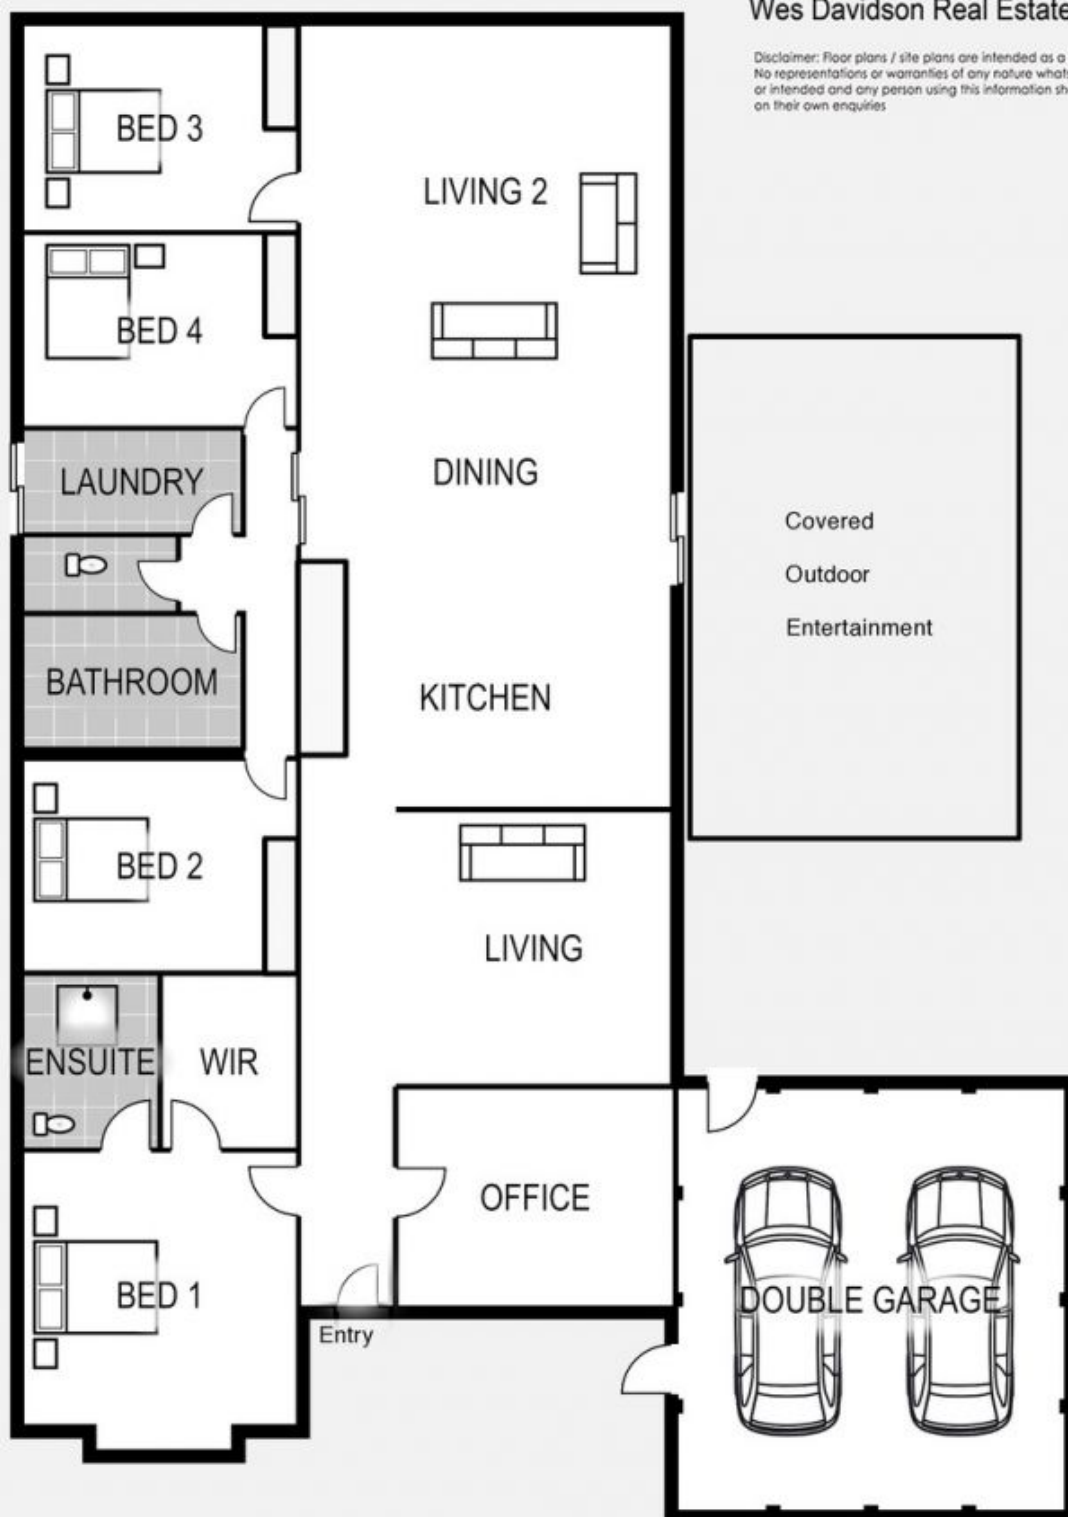 Wes Davidson Real Estate
Disclaimer: Floor plans / site plans are intended as a
No representations or warranties of any nature whats
or intended and any person using this information sh
on their own enquiries
BED 3
LIVING 2
BED 4
LAUNDRY
DINING
Covered
Outdoor
Entertainment
BATHROOM
KITCHEN
BED 2
LIVING
ENSUITE
WIR
OFFICE
BED 1
DOUBLE GARAGE
Entry